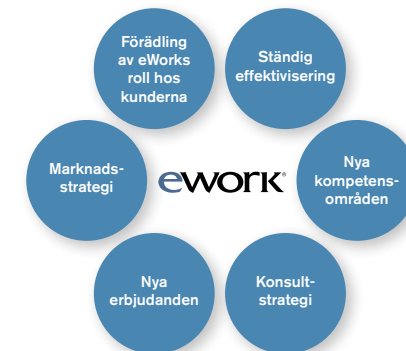 Förädling
av eWorks
roll hos
kunderna
Ständig
effektivisering
Marknads-
strategi
ework®
Nya
kompetens-
områden
Nya
erbjudanden
Konsult-
strategi